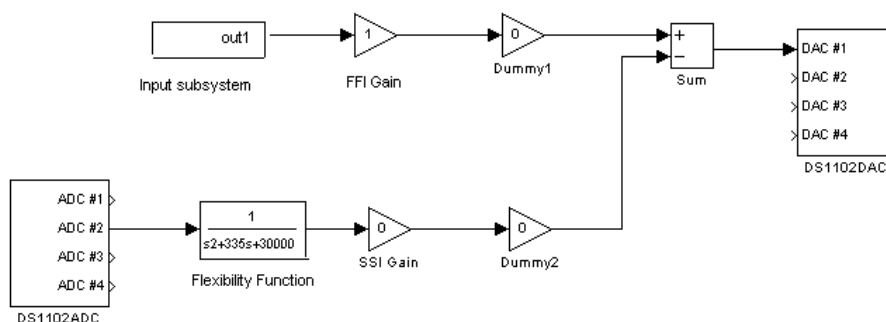 out1
Input subsystem
1
FFI Gain
0
Dummy1
+
−
Sum
DAC #1
DAC #2
DAC #3
DAC #4
DS1102DAC
ADC #1
ADC #2
ADC #3
ADC #4
DS1102ADC
1
s2+335s+30000
Flexibility Function
0
SSI Gain
0
Dummy2